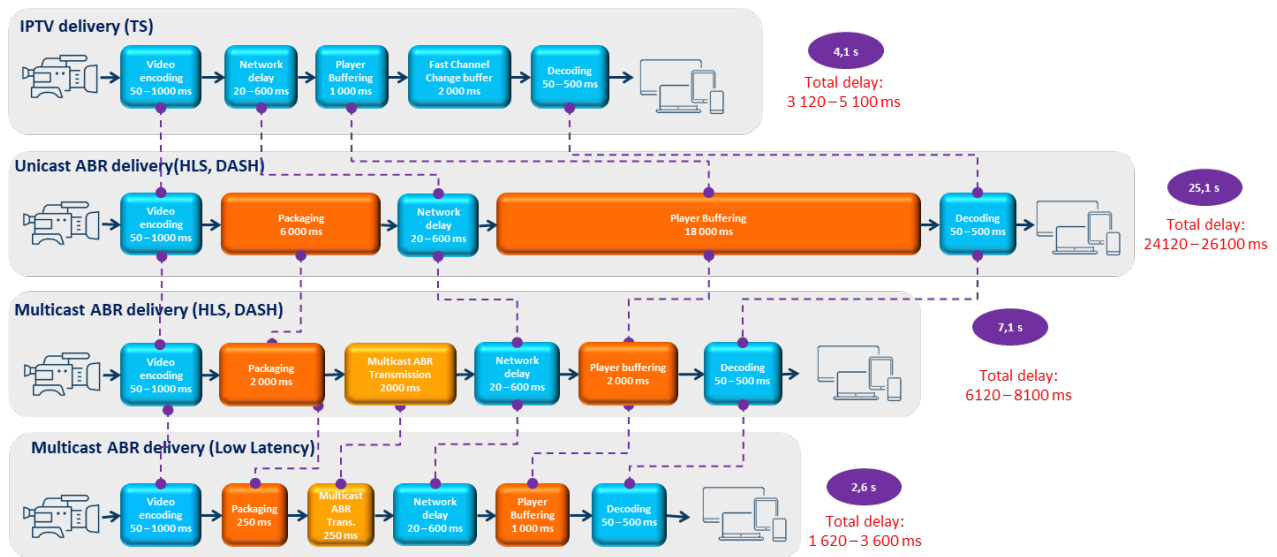 IPTV delivery (TS)
Video
encoding
50–1000 ms
Network
delay
20–600 ms
Player
Buffering
1 000 ms
Fast Channel
Change buffer
2 000 ms
Decoding
50–500 ms
4,1 s
Total delay:
3 120–5 100 ms
Unicast ABR delivery(HLS, DASH)
Video
encoding
50–1000 ms
Packaging
6 000 ms
Network
delay
20–600 ms
Player Buffering
18 000 ms
Decoding
50–500 ms
25,1 s
Total delay:
24120–26100 ms
Multicast ABR delivery (HLS, DASH)
Video
encoding
50–1000 ms
Packaging
2 000 ms
Multicast ABR
Transmission
2000 ms
Network
delay
20–600 ms
Player buffering
2 000 ms
Decoding
50–500 ms
7,1 s
Total delay:
6120–8100 ms
Multicast ABR delivery (Low Latency)
Video
encoding
50–1000 ms
Packaging
250 ms
Multicast
ABR
Trans.
250 ms
Network
delay
20–600 ms
Player
Buffering
1 000 ms
Decoding
50–500 ms
2,6 s
Total delay:
1 620–3 600 ms